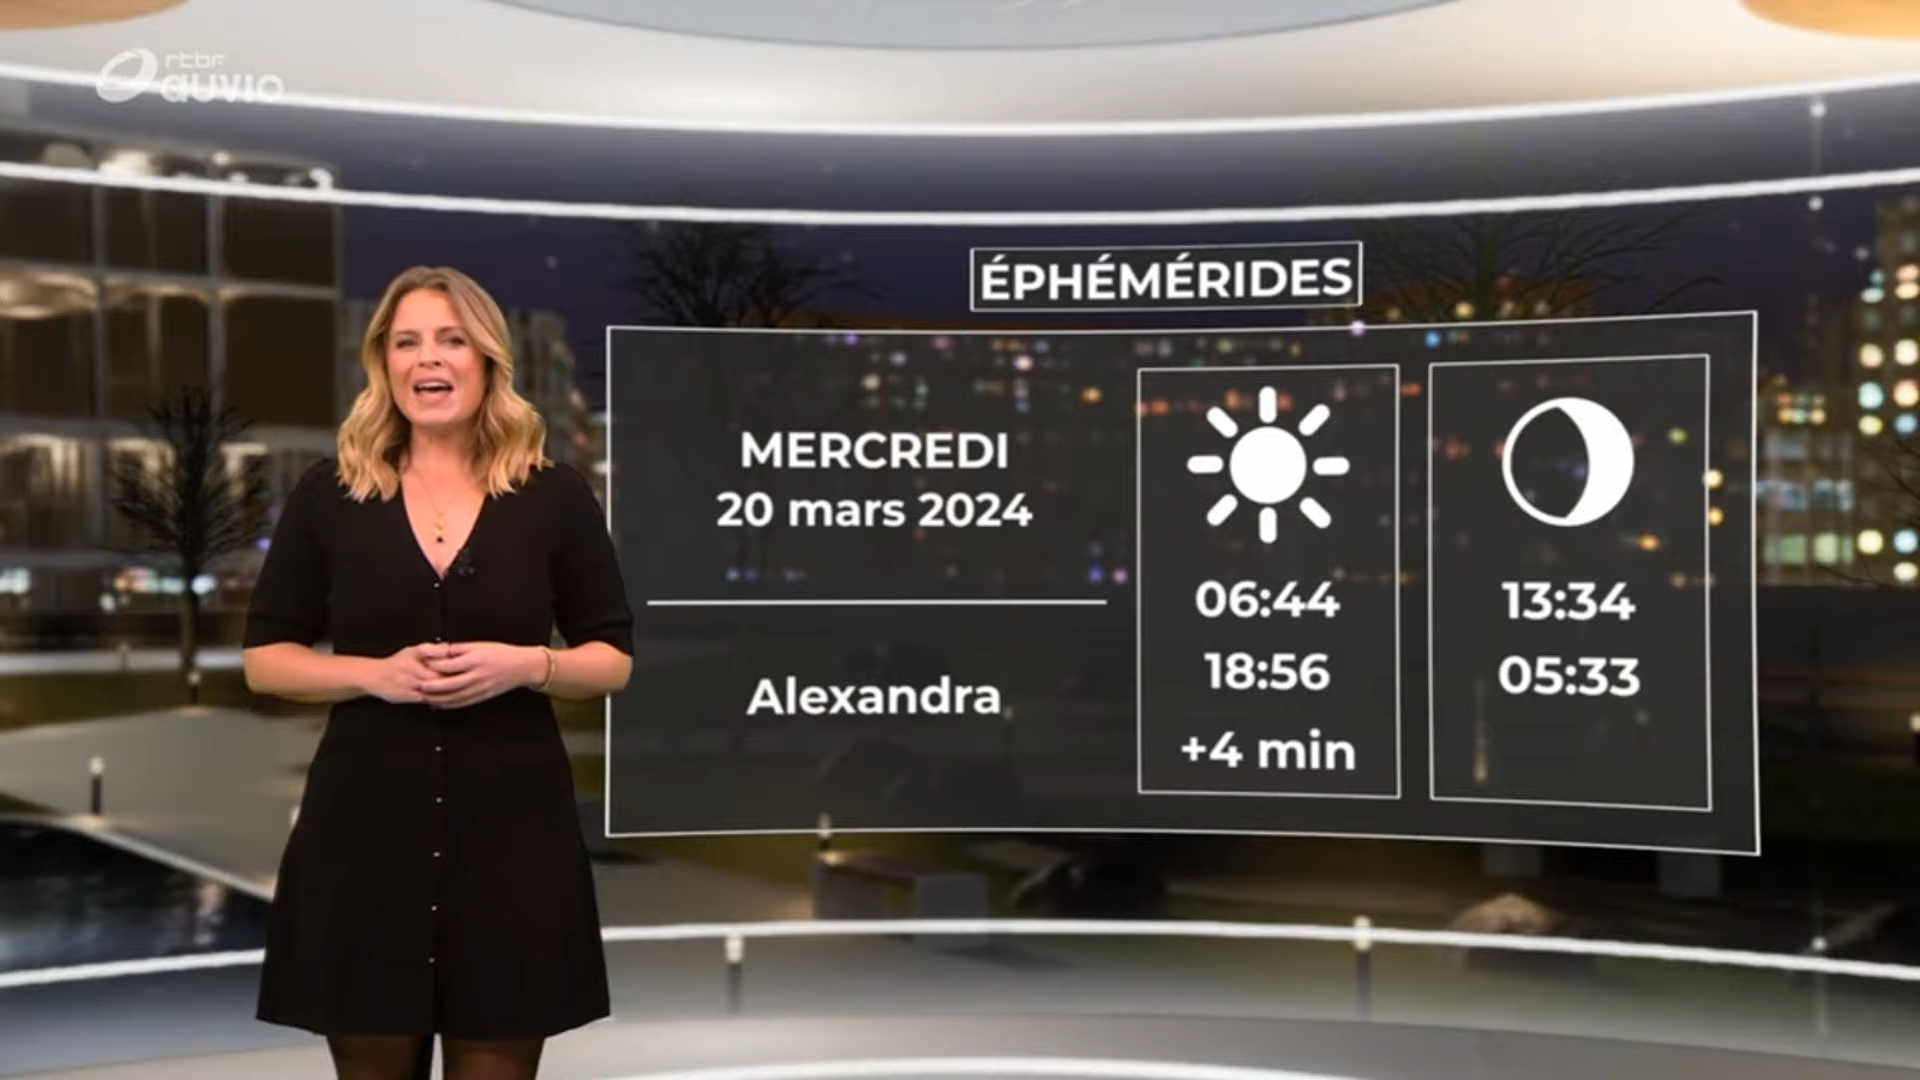 rtbf
auvio
ÉPHÉMÉRIDES
MERCREDI
20 mars 2024
Alexandra
06:44
18:56
+4 min
13:34
05:33